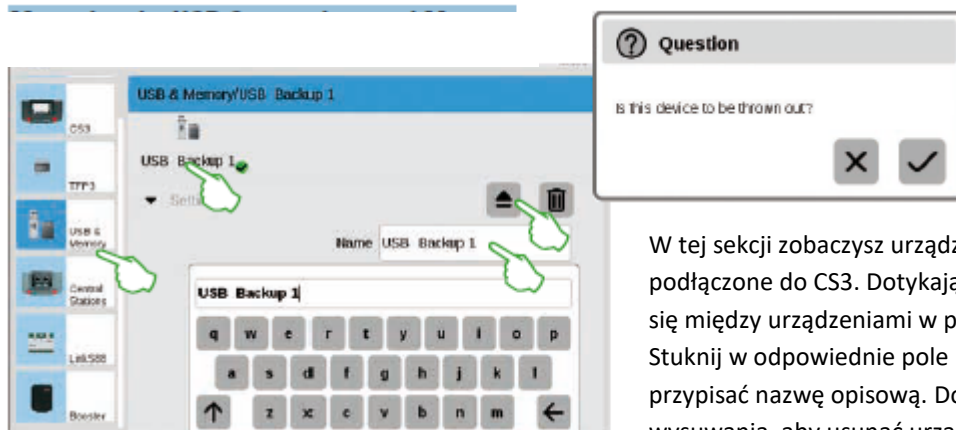 Question
Is this device to be thrown out?
USB & Memory/USB Backup 1
CS3
USB Backup 1
TFP3
USB & Memory
Name USB Backup 1
Central
Stations
USB Backup 1
q w e r t y u i o p
LinkS88
a s d f g h j k l
z x c v b n m
Booster
W tej sekcji zobaczysz urządz
podłączone do CS3. Dotykają
się między urządzeniami w p
Stuknij w odpowiednie pole
przypisać nazwę opisową. Do